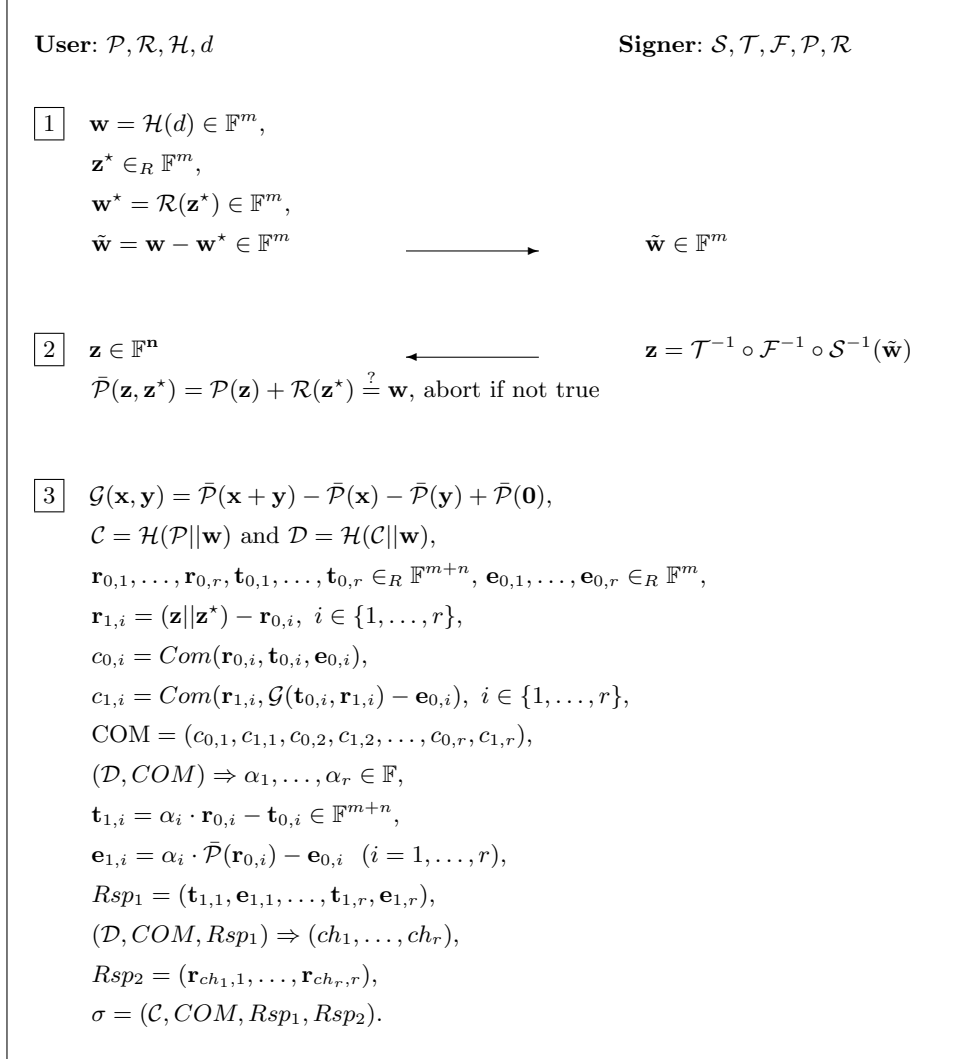 User: 𝒫, ℛ, ℋ, d    Signer: 𝒮, 𝒯, ℱ, 𝒫, ℛ
1 𝐰 = ℋ(d) ∈ 𝔽^m,
𝐳^⋆ ∈_R 𝔽^m,
𝐰^⋆ = ℛ(𝐳^⋆) ∈ 𝔽^m,
𝐰̃ = 𝐰 − 𝐰^⋆ ∈ 𝔽^m ⟶ 𝐰̃ ∈ 𝔽^m
2 𝐳 ∈ 𝔽^𝐧 ⟵ 𝐳 = 𝒯^{−1} ∘ ℱ^{−1} ∘ 𝒮^{−1}(𝐰̃)
𝒫̄(𝐳, 𝐳^⋆) = 𝒫(𝐳) + ℛ(𝐳^⋆) ≟ 𝐰, abort if not true
3 𝒢(𝐱, 𝐲) = 𝒫̄(𝐱 + 𝐲) − 𝒫̄(𝐱) − 𝒫̄(𝐲) + 𝒫̄(𝟎),
𝒞 = ℋ(𝒫||𝐰) and 𝒟 = ℋ(𝒞||𝐰),
𝐫_{0,1}, . . . , 𝐫_{0,r}, 𝐭_{0,1}, . . . , 𝐭_{0,r} ∈_R 𝔽^{m+n}, 𝐞_{0,1}, . . . , 𝐞_{0,r} ∈_R 𝔽^m,
𝐫_{1,i} = (𝐳||𝐳^⋆) − 𝐫_{0,i}, i ∈ {1, . . . , r},
c_{0,i} = Com(𝐫_{0,i}, 𝐭_{0,i}, 𝐞_{0,i}),
c_{1,i} = Com(𝐫_{1,i}, 𝒢(𝐭_{0,i}, 𝐫_{1,i}) − 𝐞_{0,i}), i ∈ {1, . . . , r},
COM = (c_{0,1}, c_{1,1}, c_{0,2}, c_{1,2}, . . . , c_{0,r}, c_{1,r}),
(𝒟, COM) ⇒ α_1, . . . , α_r ∈ 𝔽,
𝐭_{1,i} = α_i · 𝐫_{0,i} − 𝐭_{0,i} ∈ 𝔽^{m+n},
𝐞_{1,i} = α_i · 𝒫̄(𝐫_{0,i}) − 𝐞_{0,i} (i = 1, . . . , r),
Rsp_1 = (𝐭_{1,1}, 𝐞_{1,1}, . . . , 𝐭_{1,r}, 𝐞_{1,r}),
(𝒟, COM, Rsp_1) ⇒ (ch_1, . . . , ch_r),
Rsp_2 = (𝐫_{ch_1,1}, . . . , 𝐫_{ch_r,r}),
σ = (𝒞, COM, Rsp_1, Rsp_2).